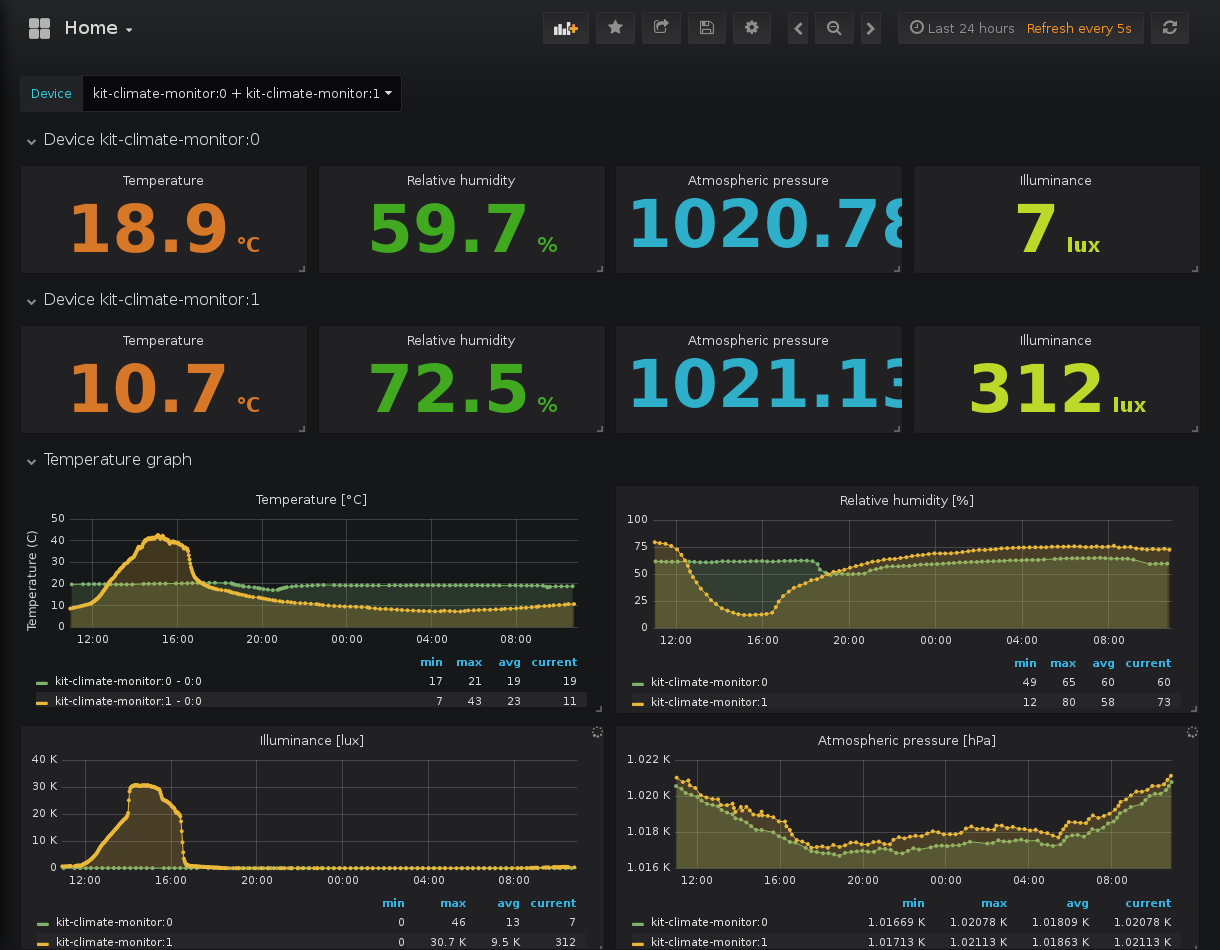 Home
Last 24 hours Refresh every 5s
Device kit-climate-monitor:0 + kit-climate-monitor:1
Device kit-climate-monitor:0
Temperature Relative humidity Atmospheric pressure Illuminance
18.9 °C 59.7 % 1020.78 7 lux
Device kit-climate-monitor:1
Temperature Relative humidity Atmospheric pressure Illuminance
10.7 °C 72.5 % 1021.13 312 lux
Temperature graph
Temperature [°C]
Temperature (C)
50
40
30
20
10
0
12:00 16:00 20:00 00:00 04:00 08:00
min max avg current
kit-climate-monitor:0 - 0:0 17 21 19 19
kit-climate-monitor:1 - 0:0 7 43 23 11
Relative humidity [%]
100
75
50
25
0
12:00 16:00 20:00 00:00 04:00 08:00
min max avg current
kit-climate-monitor:0 49 65 60 60
kit-climate-monitor:1 12 80 58 73
Illuminance [lux]
40 K
30 K
20 K
10 K
0
12:00 16:00 20:00 00:00 04:00 08:00
min max avg current
kit-climate-monitor:0 0 46 13 7
kit-climate-monitor:1 0 30.7 K 9.5 K 312
Atmospheric pressure [hPa]
1.022 K
1.020 K
1.018 K
1.016 K
12:00 16:00 20:00 00:00 04:00 08:00
min max avg current
kit-climate-monitor:0 1.01669 K 1.02078 K 1.01809 K 1.02078 K
kit-climate-monitor:1 1.01713 K 1.02113 K 1.01863 K 1.02113 K